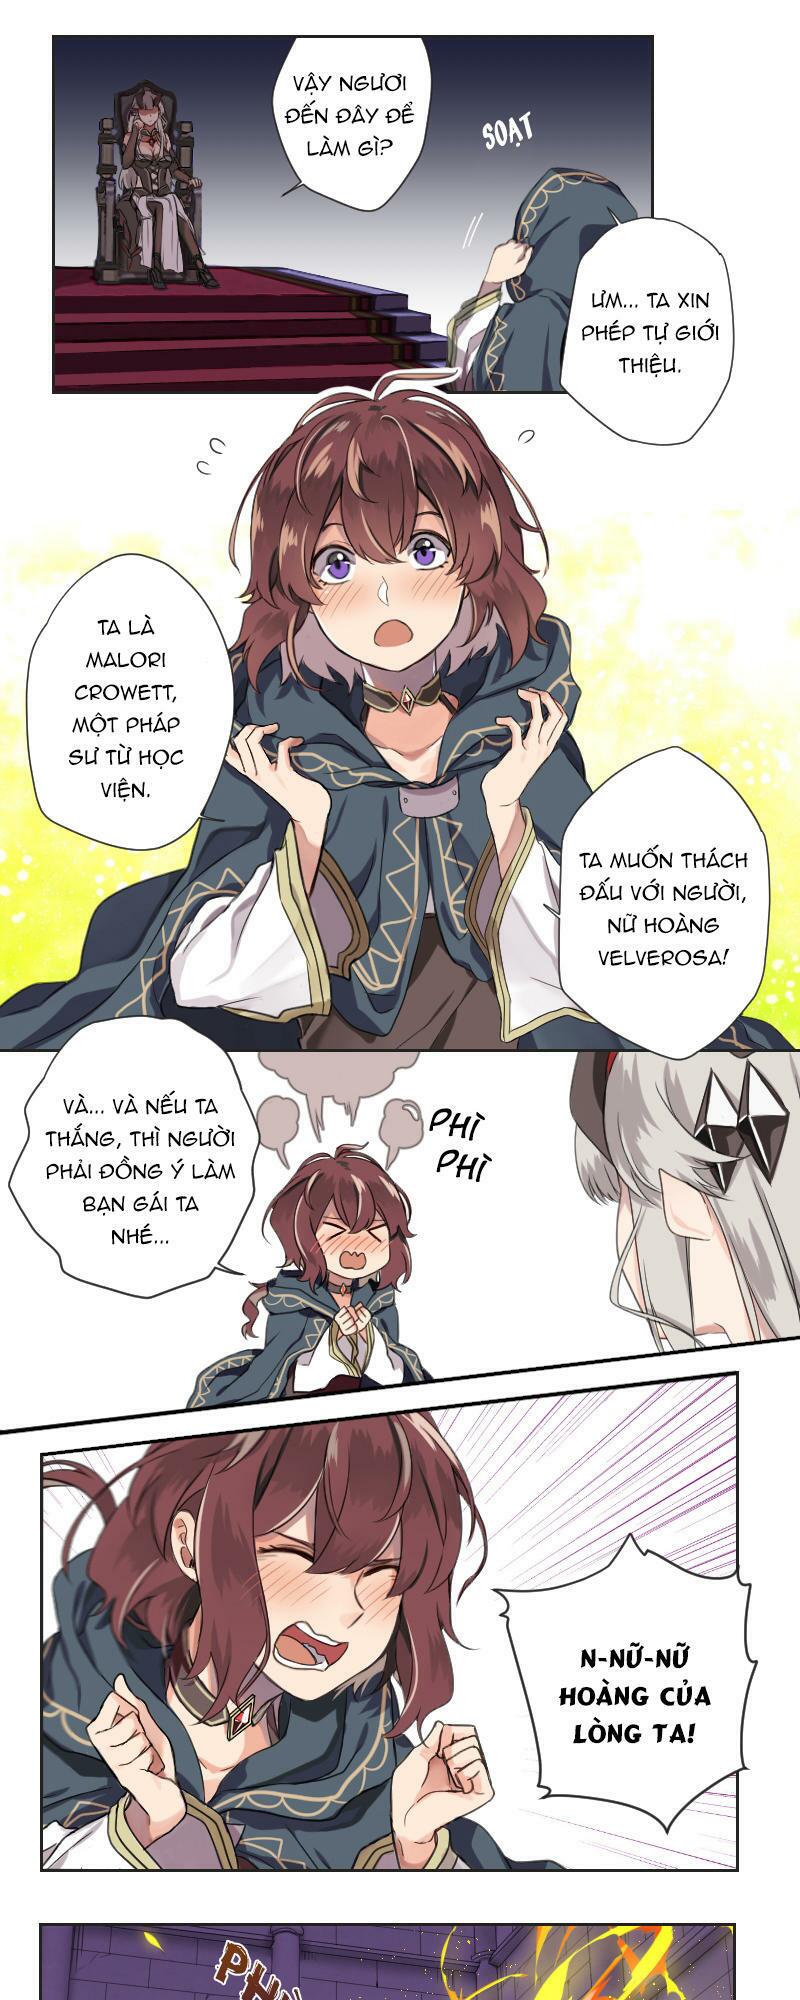 VẬY NGƯƠI
ĐẾN ĐÂY ĐỂ
LÀM GÌ?
SOẠT
ƯM... TA XIN
PHÉP TỰ GIỚI
THIỆU.
TA LÀ
MALORI
CROWETT,
MỘT PHÁP
SƯ TỪ HỌC
VIỆN.
TA MUỐN THÁCH
ĐẤU VỚI NGƯỜI,
NỮ HOÀNG
VELVEROSA!
VÀ... VÀ NẾU TA
THẮNG, THÌ NGƯỜI
PHẢI ĐỒNG Ý LÀM
BẠN GÁI TA
NHÉ...
PHÌ
PHÌ
N-NỮ-NỮ
HOÀNG CỦA
LÒNG TA!